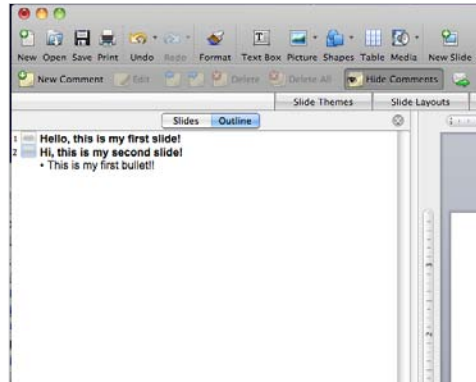 New Open Save Print Undo Redo Format Text Box Picture Shapes Table Media New Slide
New Comment Edit Delete Delete All Hide Comments
Slide Themes Slide Layouts
Slides Outline
1 Hello, this is my first slide!
2 Hi, this is my second slide!
• This is my first bullet!!